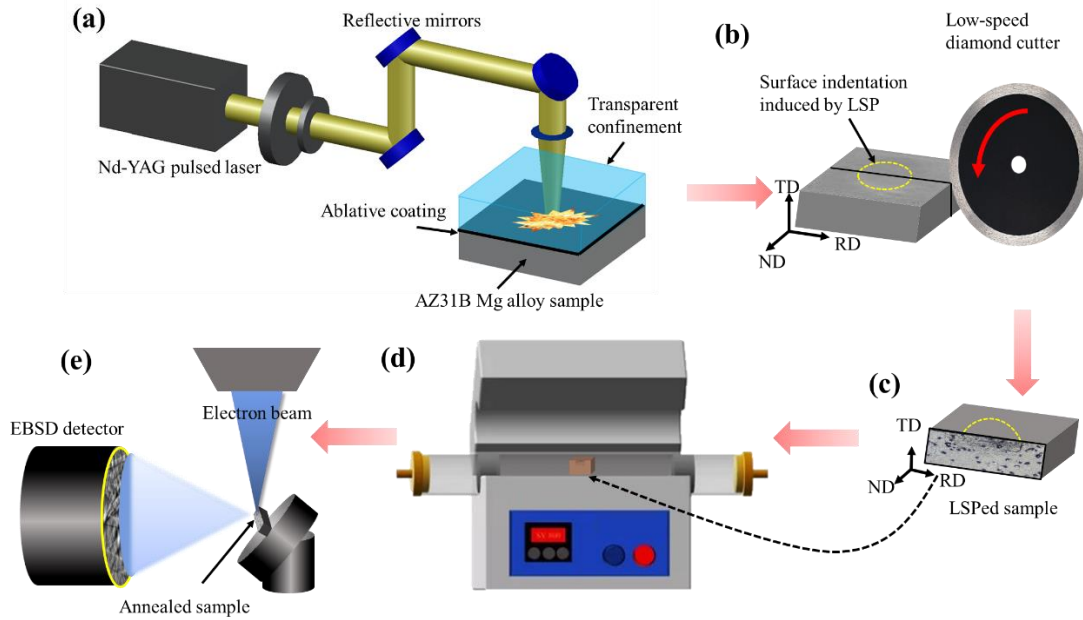 (a)
Reflective mirrors
Nd-YAG pulsed laser
Transparent
confinement
Ablative coating
AZ31B Mg alloy sample
(b)
Low-speed
diamond cutter
Surface indentation
induced by LSP
TD
RD
ND
(c)
TD
ND
RD
LSPed sample
(d)
(e)
Electron beam
EBSD detector
Annealed sample